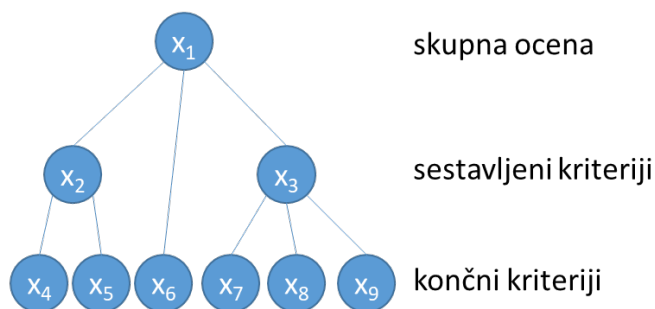 x1 skupna ocena
x2 x3 sestavljeni kriteriji
x4 x5 x6 x7 x8 x9 končni kriteriji